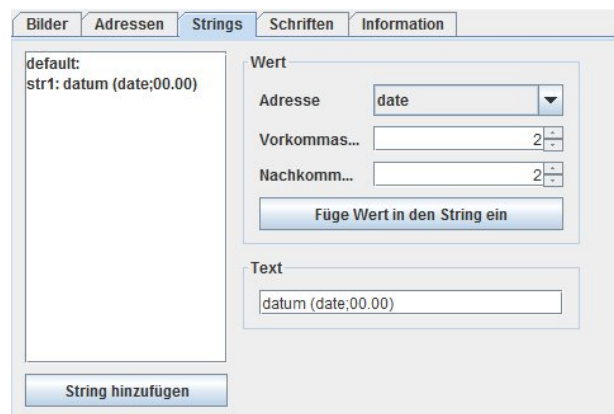 Bilder Adressen Strings Schriften Information
default:
str1: datum (date;00.00)
String hinzufügen
Wert
Adresse date
Vorkommas... 2
Nachkomm... 2
Füge Wert in den String ein
Text
datum (date;00.00)